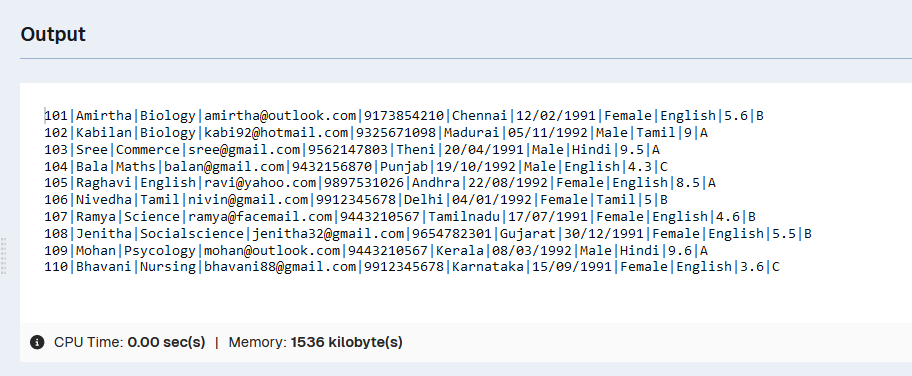 Output
101|Amirtha|Biology|amirtha@outlook.com|9173854210|Chennai|12/02/1991|Female|English|5.6|B
102|Kabilan|Biology|kabi92@hotmail.com|9325671098|Madurai|05/11/1992|Male|Tamil|9|A
103|Sree|Commerce|sree@gmail.com|9562147803|Theni|20/04/1991|Male|Hindi|9.5|A
104|Bala|Maths|balan@gmail.com|9432156870|Punjab|19/10/1992|Male|English|4.3|C
105|Raghavi|English|ravi@yahoo.com|9897531026|Andhra|22/08/1992|Female|English|8.5|A
106|Nivedha|Tamil|nivin@gmail.com|9912345678|Delhi|04/01/1992|Female|Tamil|5|B
107|Ramya|Science|ramya@facemail.com|9443210567|Tamilnadu|17/07/1991|Female|English|4.6|B
108|Jenitha|Socialscience|jenitha32@gmail.com|9654782301|Gujarat|30/12/1991|Female|English|5.5|B
109|Mohan|Psycology|mohan@outlook.com|9443210567|Kerala|08/03/1992|Male|Hindi|9.6|A
110|Bhavani|Nursing|bhavani88@gmail.com|9912345678|Karnataka|15/09/1991|Female|English|3.6|C
CPU Time: 0.00 sec(s) | Memory: 1536 kilobyte(s)